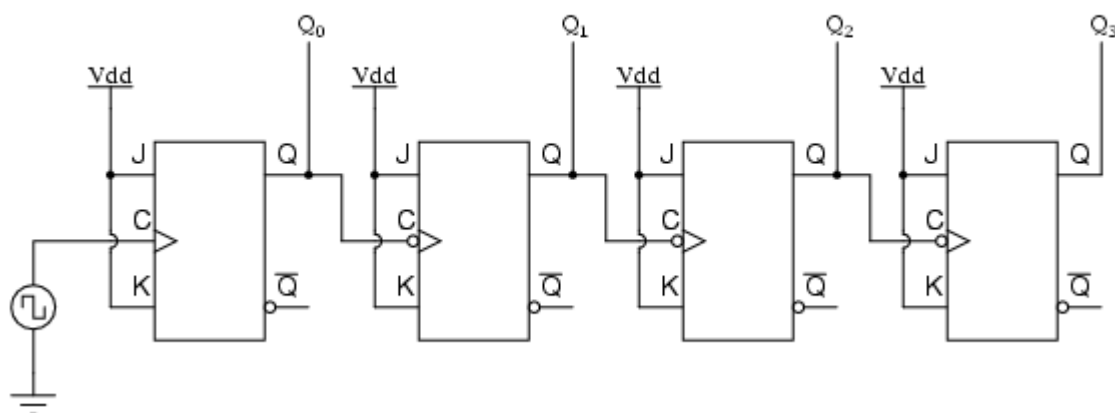 Q0 Q1 Q2 Q3
Vdd Vdd Vdd Vdd
J Q J Q J Q J Q
C C C C
K Q̅ K Q̅ K Q̅ K Q̅